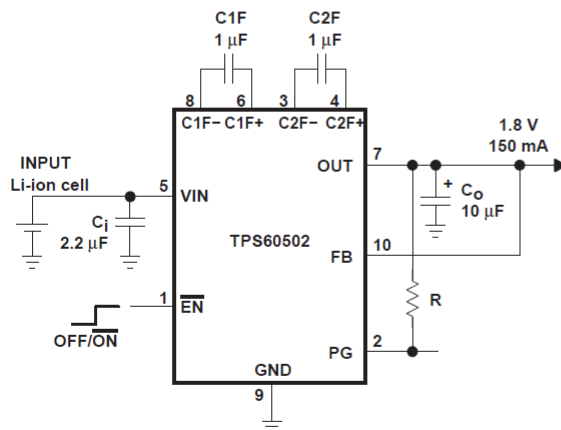 C1F
1 µF
C2F
1 µF
8
6
3
4
C1F− C1F+ C2F− C2F+
1.8 V
150 mA
OUT
7
INPUT
Li-ion cell
5
VIN
Ci
2.2 µF
+
Co
10 µF
TPS60502
FB
10
1
EN
OFF/ON
R
PG
2
GND
9